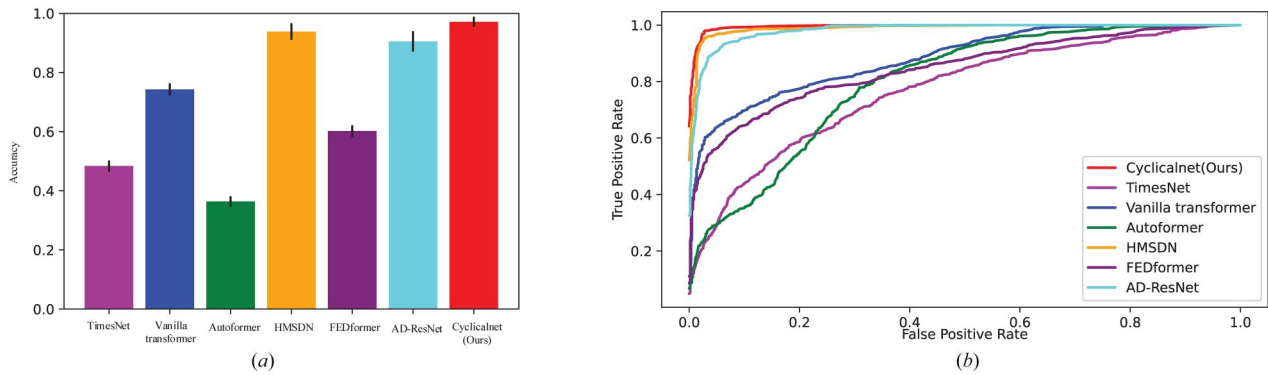 1.0
0.8
0.6
0.4
0.2
0.0
Accuracy
TimesNet
Vanilla
transformer
Autoformer
HMSDN
FEDformer
AD-ResNet
Cyclicalnet
(Ours)
(a)
1.0
0.8
0.6
0.4
0.2
True Positive Rate
Cyclicalnet(Ours)
TimesNet
Vanilla transformer
Autoformer
HMSDN
FEDformer
AD-ResNet
0.0 0.2 0.4 0.6 0.8 1.0
False Positive Rate
(b)